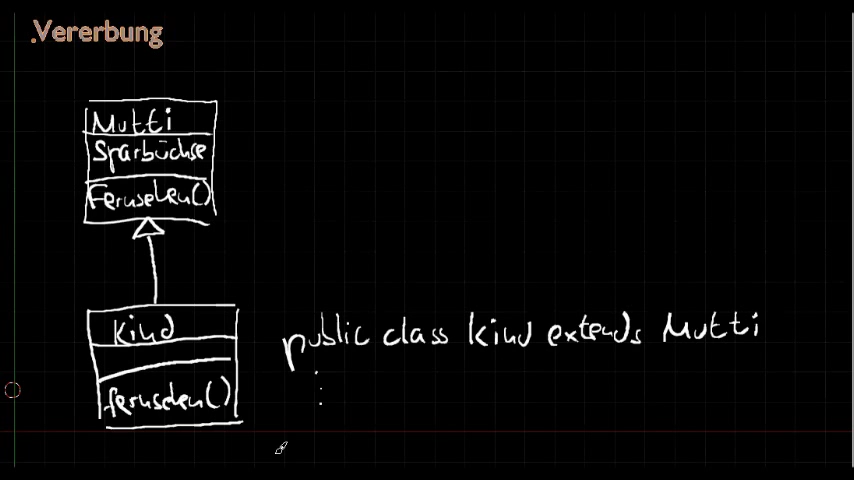 Vererbung
Mutti
Sparbüchse
Fernsehen()
Kind
fernsehen()
public class Kind extends Mutti